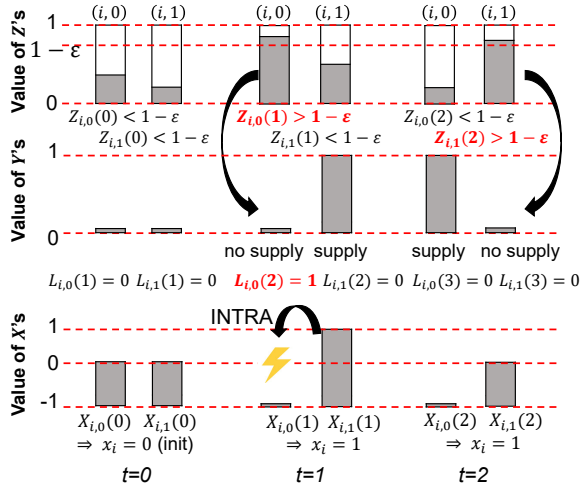 (i, 0) (i, 1) (i, 0) (i, 1) (i, 0) (i, 1)
Value of Z's
1
1 − ε
0
Z_{i,0}(0) < 1 − ε Z_{i,0}(1) > 1 − ε Z_{i,0}(2) < 1 − ε
Z_{i,1}(0) < 1 − ε Z_{i,1}(1) < 1 − ε Z_{i,1}(2) > 1 − ε
Value of Y's
1
0
no supply supply supply no supply
L_{i,0}(1) = 0 L_{i,1}(1) = 0 L_{i,0}(2) = 1 L_{i,1}(2) = 0 L_{i,0}(3) = 0 L_{i,1}(3) = 0
INTRA
Value of X's
1
0
-1
X_{i,0}(0) X_{i,1}(0) X_{i,0}(1) X_{i,1}(1) X_{i,0}(2) X_{i,1}(2)
⇒ x_i = 0 (init) ⇒ x_i = 1 ⇒ x_i = 1
t=0 t=1 t=2